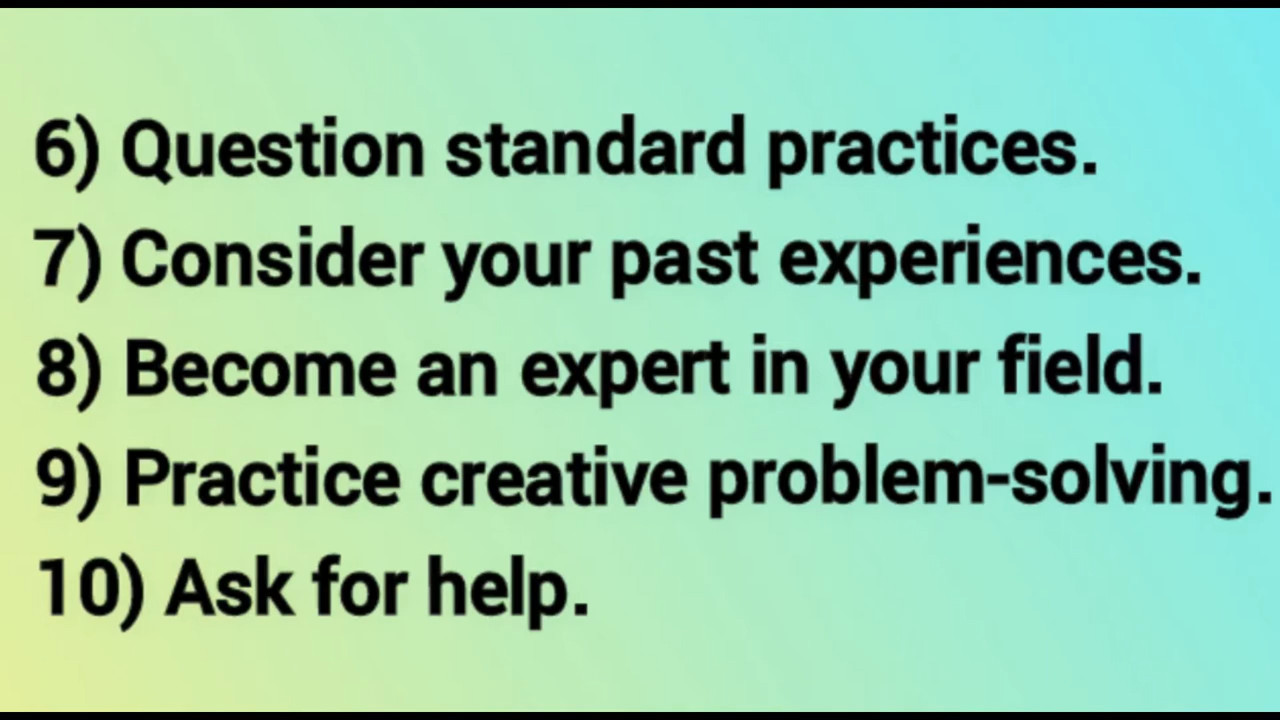 6) Question standard practices.
7) Consider your past experiences.
8) Become an expert in your field.
9) Practice creative problem-solving.
10) Ask for help.